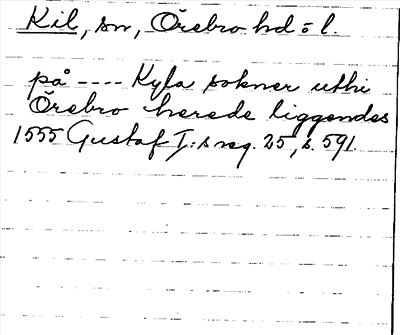 Kil, sn, Örebro hd ö l.
på ---- Kyla sokner uthi
Örebro herede liggendes
1555 Gustaf I:s reg. 25, s. 591.